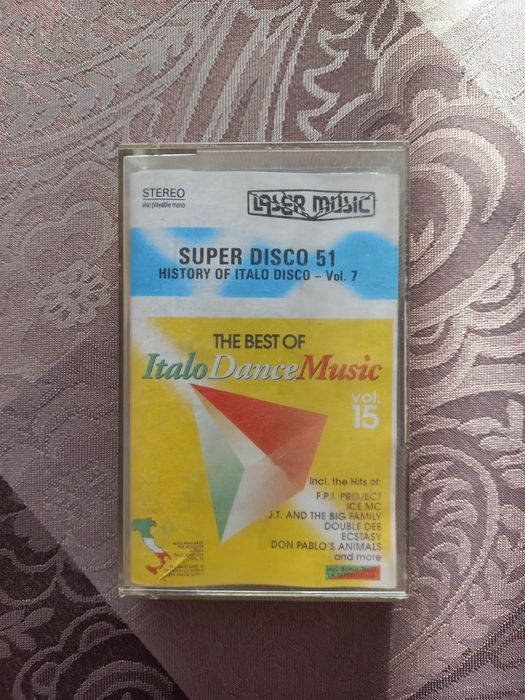 STEREO
also playable mono
LASER MUSIC
SUPER DISCO 51
HISTORY OF ITALO DISCO – Vol. 7
THE BEST OF
ItaloDanceMusic
vol.
15
Incl. the Hits of:
F.P.I. PROJECT
ICE MC
J.T. AND THE BIG FAMILY
DOUBLE DEE
ECSTASY
DON PABLO'S ANIMALS
and more